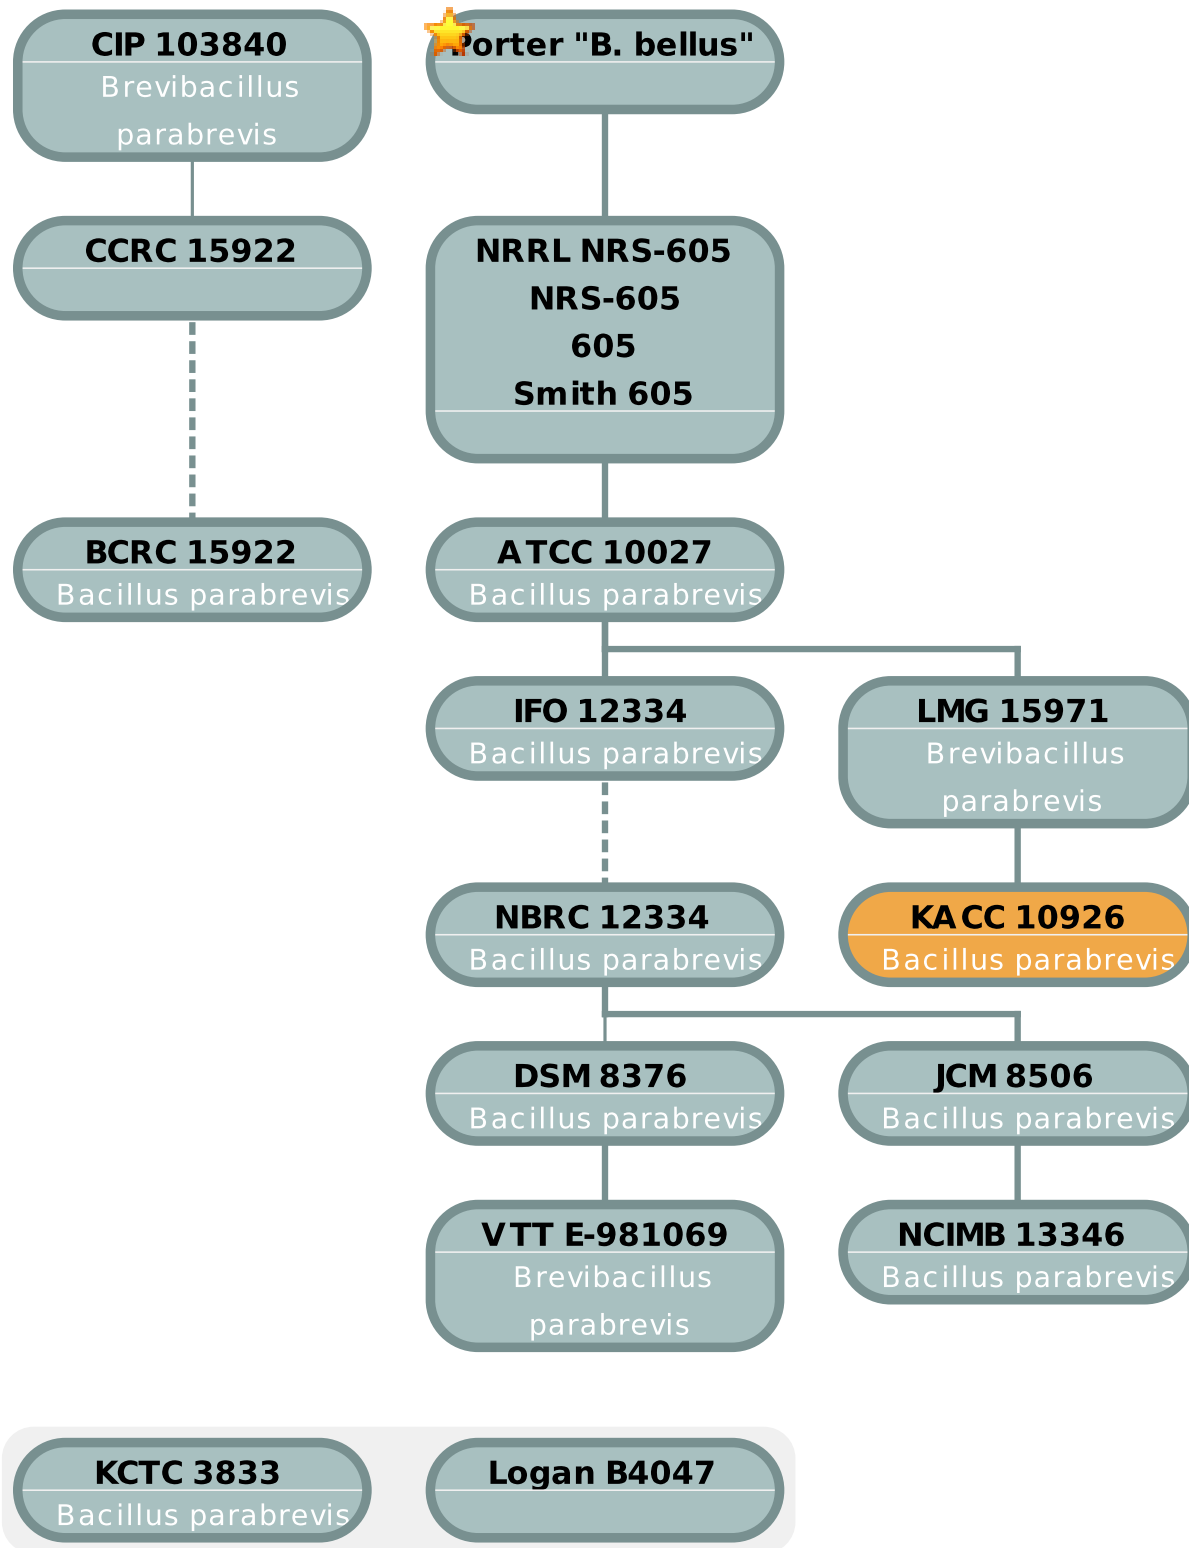 CIP 103840
Brevibacillus
parabrevis
Porter "B. bellus"
CCRC 15922
NRRL NRS-605
NRS-605
605
Smith 605
BCRC 15922
Bacillus parabrevis
ATCC 10027
Bacillus parabrevis
IFO 12334
Bacillus parabrevis
LMG 15971
Brevibacillus
parabrevis
NBRC 12334
Bacillus parabrevis
KACC 10926
Bacillus parabrevis
DSM 8376
Bacillus parabrevis
JCM 8506
Bacillus parabrevis
VTT E-981069
Brevibacillus
parabrevis
NCIMB 13346
Bacillus parabrevis
KCTC 3833
Bacillus parabrevis
Logan B4047